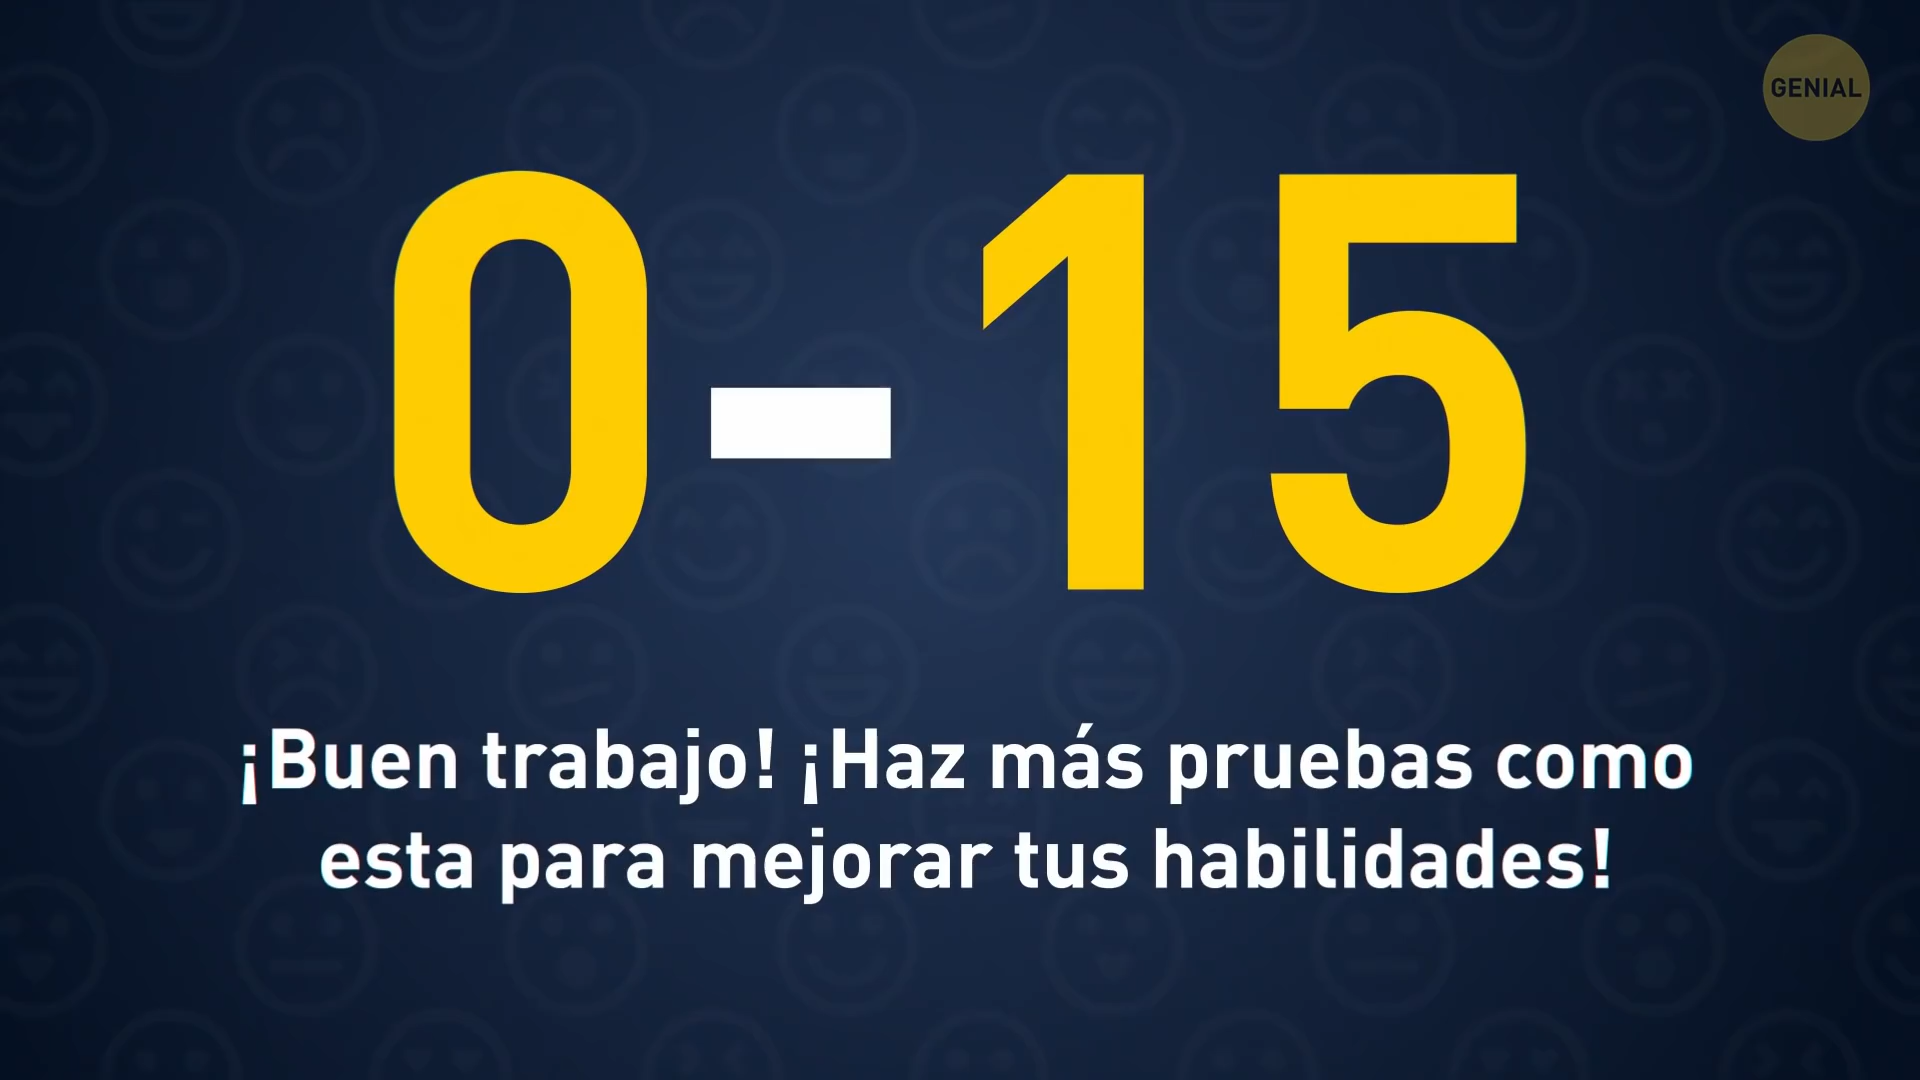 GENIAL
0-15
¡Buen trabajo! ¡Haz más pruebas como
esta para mejorar tus habilidades!